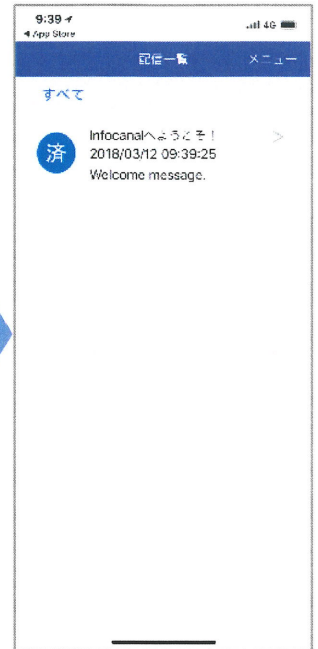 9:39
.ııl 4G
◀ App Store
配信一覧
メニュー
すべて
済
Infocanalへようこそ！
2018/03/12 09:39:25
Welcome message.